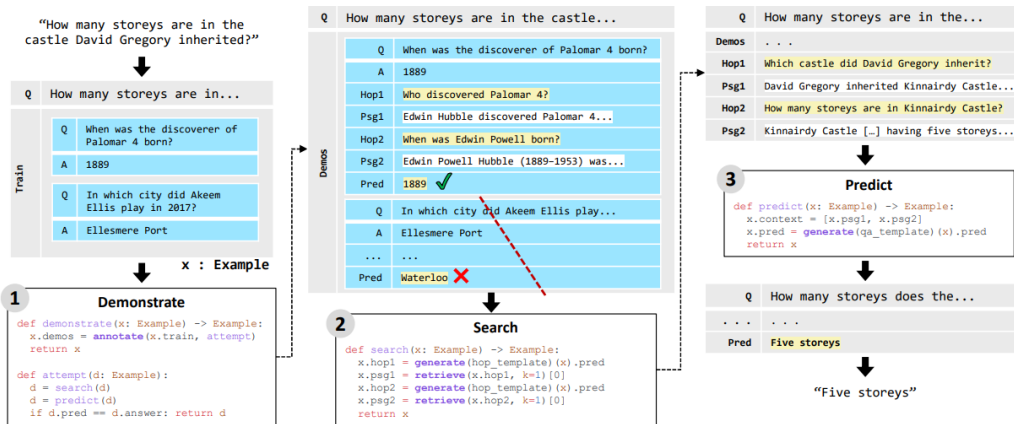 “How many storeys are in the
castle David Gregory inherited?”
Q How many storeys are in...
Train
Q When was the discoverer of
Palomar 4 born?
A 1889
Q In which city did Akeem
Ellis play in 2017?
A Ellesmere Port
x : Example
1
Demonstrate
def demonstrate(x: Example) -> Example:
x.demos = annotate(x.train, attempt)
return x
def attempt(d: Example):
d = search(d)
d = predict(d)
if d.pred == d.answer: return d
Q How many storeys are in the castle...
Demos
Q When was the discoverer of Palomar 4 born?
A 1889
Hop1 Who discovered Palomar 4?
Psg1 Edwin Hubble discovered Palomar 4...
Hop2 When was Edwin Powell born?
Psg2 Edwin Powell Hubble (1889–1953) was...
Pred 1889
Q In which city did Akeem Ellis play...
A Ellesmere Port
... ...
Pred Waterloo
2
Search
def search(x: Example) -> Example:
x.hop1 = generate(hop_template)(x).pred
x.psg1 = retrieve(x.hop1, k=1)[0]
x.hop2 = generate(hop_template)(x).pred
x.psg2 = retrieve(x.hop2, k=1)[0]
return x
Q How many storeys are in the...
Demos . . .
Hop1 Which castle did David Gregory inherit?
Psg1 David Gregory inherited Kinnairdy Castle...
Hop2 How many storeys are in Kinnairdy Castle?
Psg2 Kinnairdy Castle […] having five storeys...
3
Predict
def predict(x: Example) -> Example:
x.context = [x.psg1, x.psg2]
x.pred = generate(qa_template)(x).pred
return x
Q How many storeys does the...
. . . . . .
Pred Five storeys
“Five storeys”